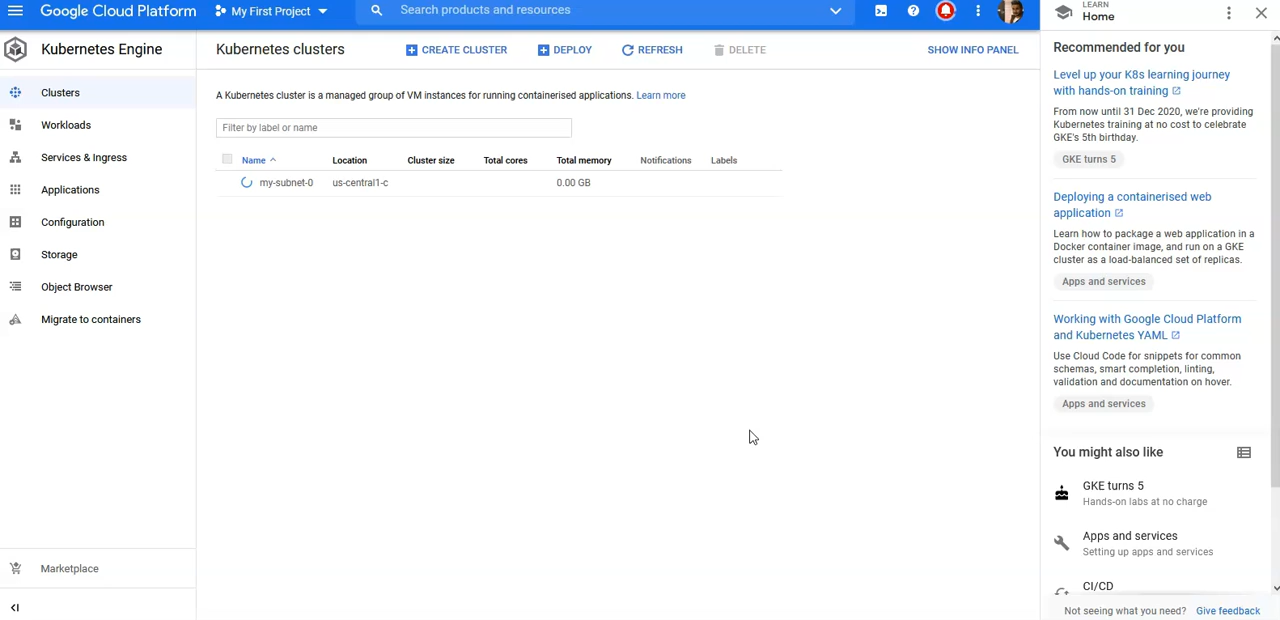 Google Cloud Platform
My First Project
Search products and resources
LEARN
Home
Kubernetes Engine
Kubernetes clusters
CREATE CLUSTER
DEPLOY
REFRESH
DELETE
SHOW INFO PANEL
Clusters
Workloads
Services & Ingress
Applications
Configuration
Storage
Object Browser
Migrate to containers
Marketplace
A Kubernetes cluster is a managed group of VM instances for running containerised applications. Learn more
Filter by label or name
Name Location Cluster size Total cores Total memory Notifications Labels
my-subnet-0 us-central1-c 0.00 GB
Recommended for you
Level up your K8s learning journey
with hands-on training
From now until 31 Dec 2020, we're providing
Kubernetes training at no cost to celebrate
GKE's 5th birthday.
GKE turns 5
Deploying a containerised web
application
Learn how to package a web application in a
Docker container image, and run on a GKE
cluster as a load-balanced set of replicas.
Apps and services
Working with Google Cloud Platform
and Kubernetes YAML
Use Cloud Code for snippets for common
schemas, smart completion, linting,
validation and documentation on hover.
Apps and services
You might also like
GKE turns 5
Hands-on labs at no charge
Apps and services
Setting up apps and services
CI/CD
Not seeing what you need? Give feedback